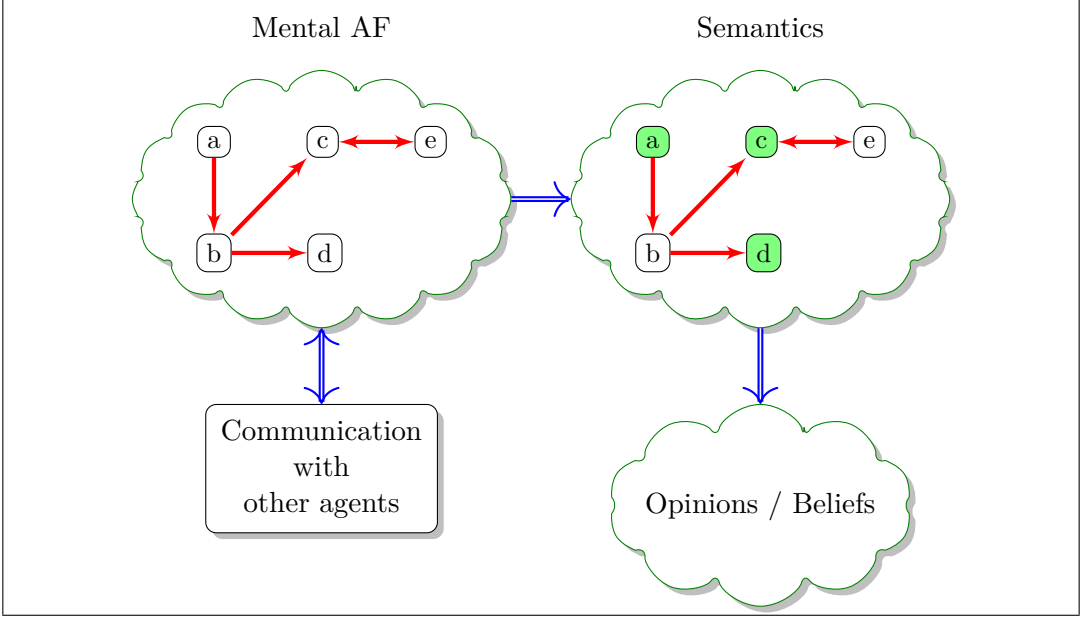 Mental AF
Semantics
a
c
e
b
d
a
c
e
b
d
Communication
with
other agents
Opinions / Beliefs